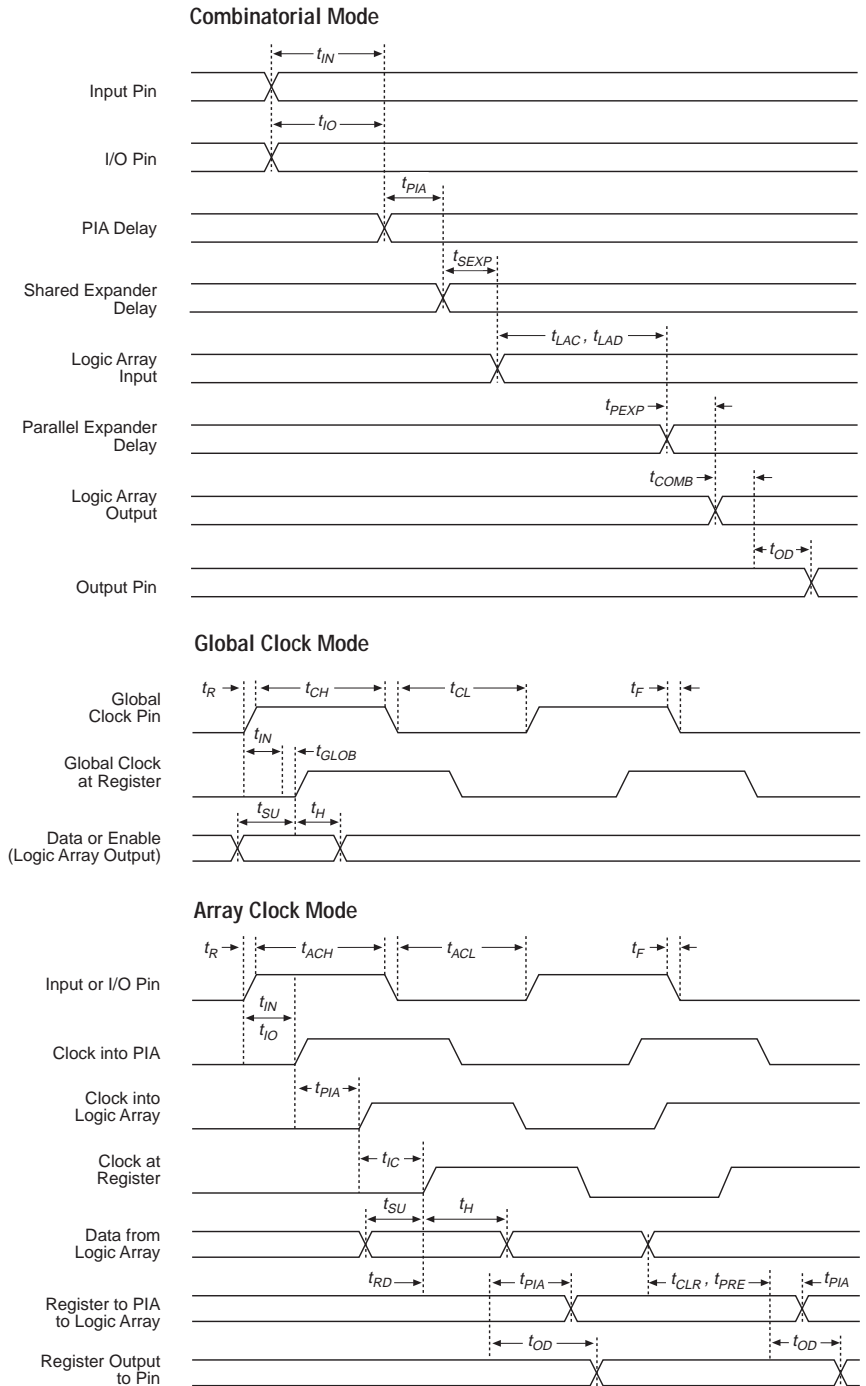 Combinatorial Mode
tIN
Input Pin
tIO
I/O Pin
tPIA
PIA Delay
tSEXP
Shared Expander
Delay
tLAC, tLAD
Logic Array
Input
tPEXP
Parallel Expander
Delay
tCOMB
Logic Array
Output
tOD
Output Pin
Global Clock Mode
tR
tCH
tCL
tF
Global
Clock Pin
tIN
tGLOB
Global Clock
at Register
tSU
tH
Data or Enable
(Logic Array Output)
Array Clock Mode
tR
tACH
tACL
tF
Input or I/O Pin
tIN
tIO
Clock into PIA
tPIA
Clock into
Logic Array
tIC
Clock at
Register
tSU
tH
Data from
Logic Array
tRD
tPIA
tCLR, tPRE
tPIA
Register to PIA
to Logic Array
tOD
tOD
Register Output
to Pin